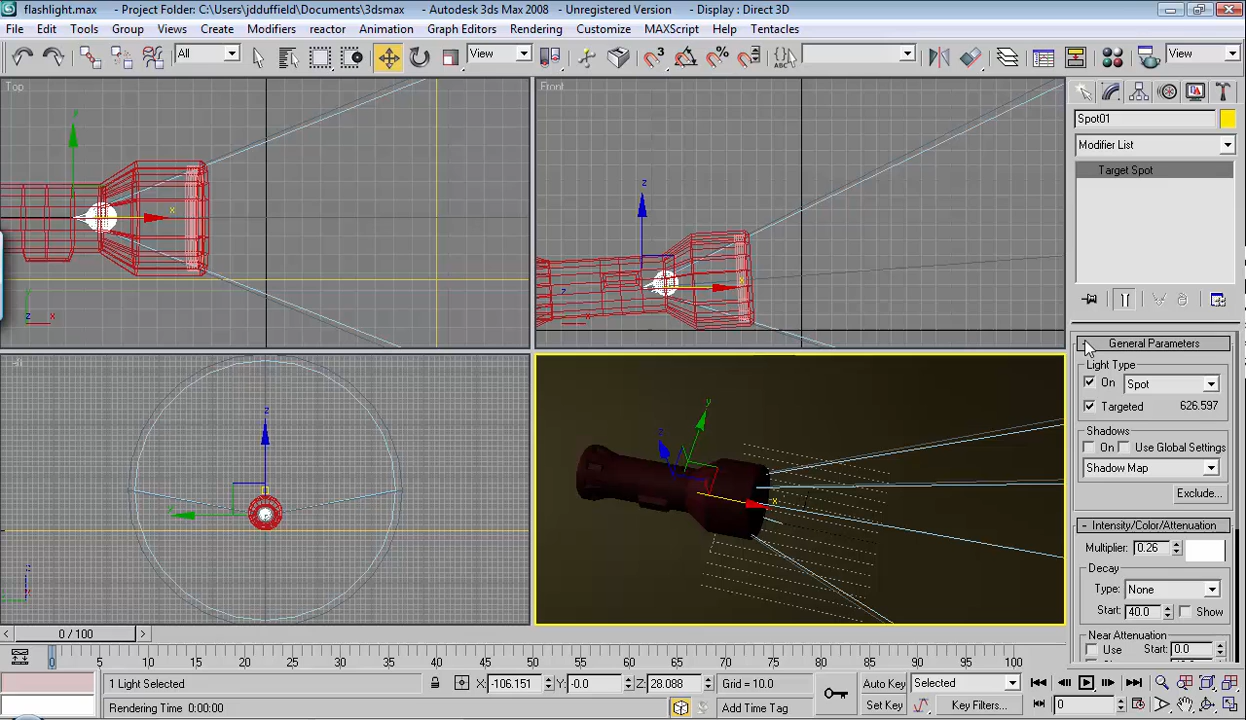 flashlight.max - Project Folder: C:\Users\jdduffield\Documents\3dsmax - Autodesk 3ds Max 2008 - Unregistered Version - Display : Direct 3D
File Edit Tools Group Views Create Modifiers reactor Animation Graph Editors Rendering Customize MAXScript Help Tentacles
All View View
Top Front
Spot01
Modifier List
Target Spot
General Parameters
Light Type
On Spot
Targeted 626.597
Shadows
On Use Global Settings
Shadow Map
Exclude...
- Intensity/Color/Attenuation
Multiplier: 0.26
Decay
Type: None
Start: 40.0 Show
Near Attenuation
Use Start: 0.0
0 / 100
0 5 10 15 20 25 30 35 40 45 50 55 60 65 70 75 80 85 90 95 100
1 Light Selected X: -106.151 Y: -0.0 Z: 28.088 Grid = 10.0 Auto Key Selected
Rendering Time 0:00:00 Add Time Tag Set Key Key Filters... 0